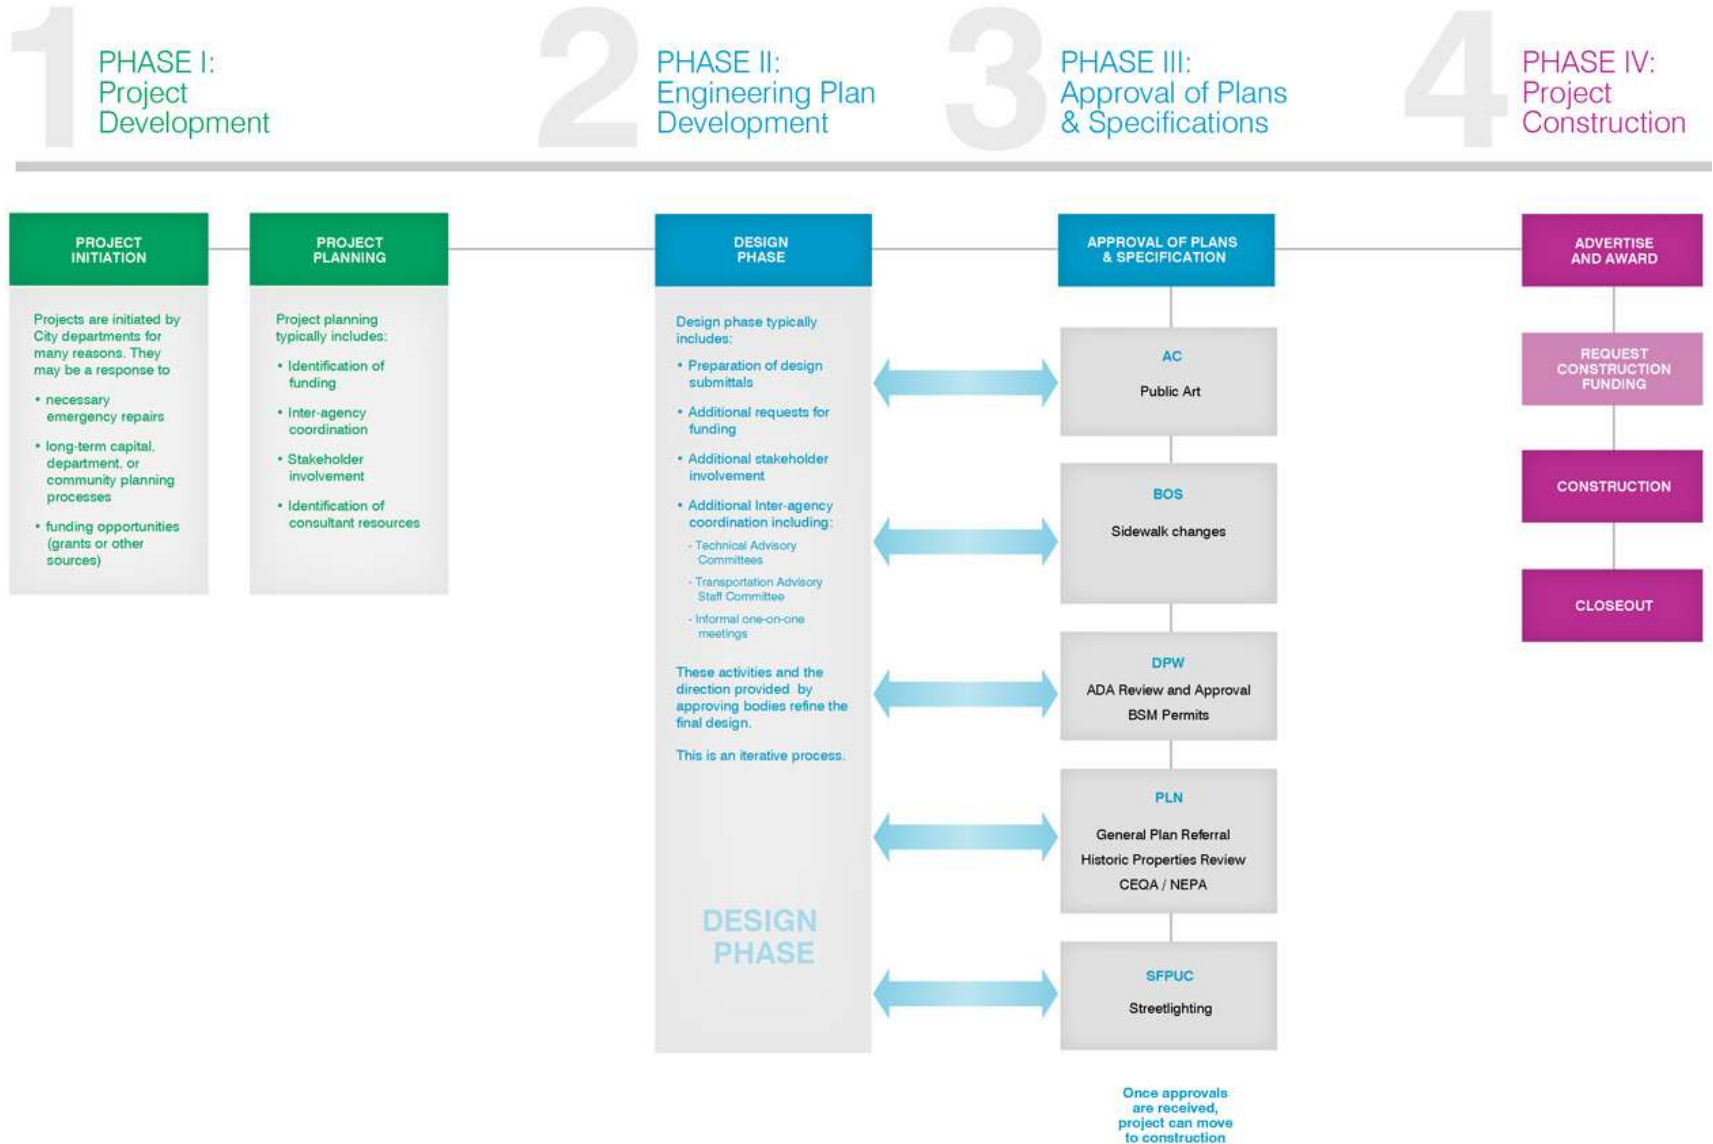 1
PHASE I:
Project
Development
2
PHASE II:
Engineering Plan
Development
3
PHASE III:
Approval of Plans
& Specifications
4
PHASE IV:
Project
Construction
PROJECT
INITIATION
Projects are initiated by
City departments for
many reasons. They
may be a response to
• necessary
emergency repairs
• long-term capital,
department, or
community planning
processes
• funding opportunities
(grants or other
sources)
PROJECT
PLANNING
Project planning
typically includes:
• Identification of
funding
• Inter-agency
coordination
• Stakeholder
involvement
• Identification of
consultant resources
DESIGN
PHASE
Design phase typically
includes:
• Preparation of design
submittals
• Additional requests for
funding
• Additional stakeholder
involvement
• Additional Inter-agency
coordination including:
- Technical Advisory
Committees
- Transportation Advisory
Staff Committee
- Informal one-on-one
meetings
These activities and the
direction provided by
approving bodies refine the
final design.
This is an iterative process.
DESIGN
PHASE
APPROVAL OF PLANS
& SPECIFICATION
AC
Public Art
BOS
Sidewalk changes
DPW
ADA Review and Approval
BSM Permits
PLN
General Plan Referral
Historic Properties Review
CEQA / NEPA
SFPUC
Streetlighting
Once approvals
are received,
project can move
to construction
ADVERTISE
AND AWARD
REQUEST
CONSTRUCTION
FUNDING
CONSTRUCTION
CLOSEOUT